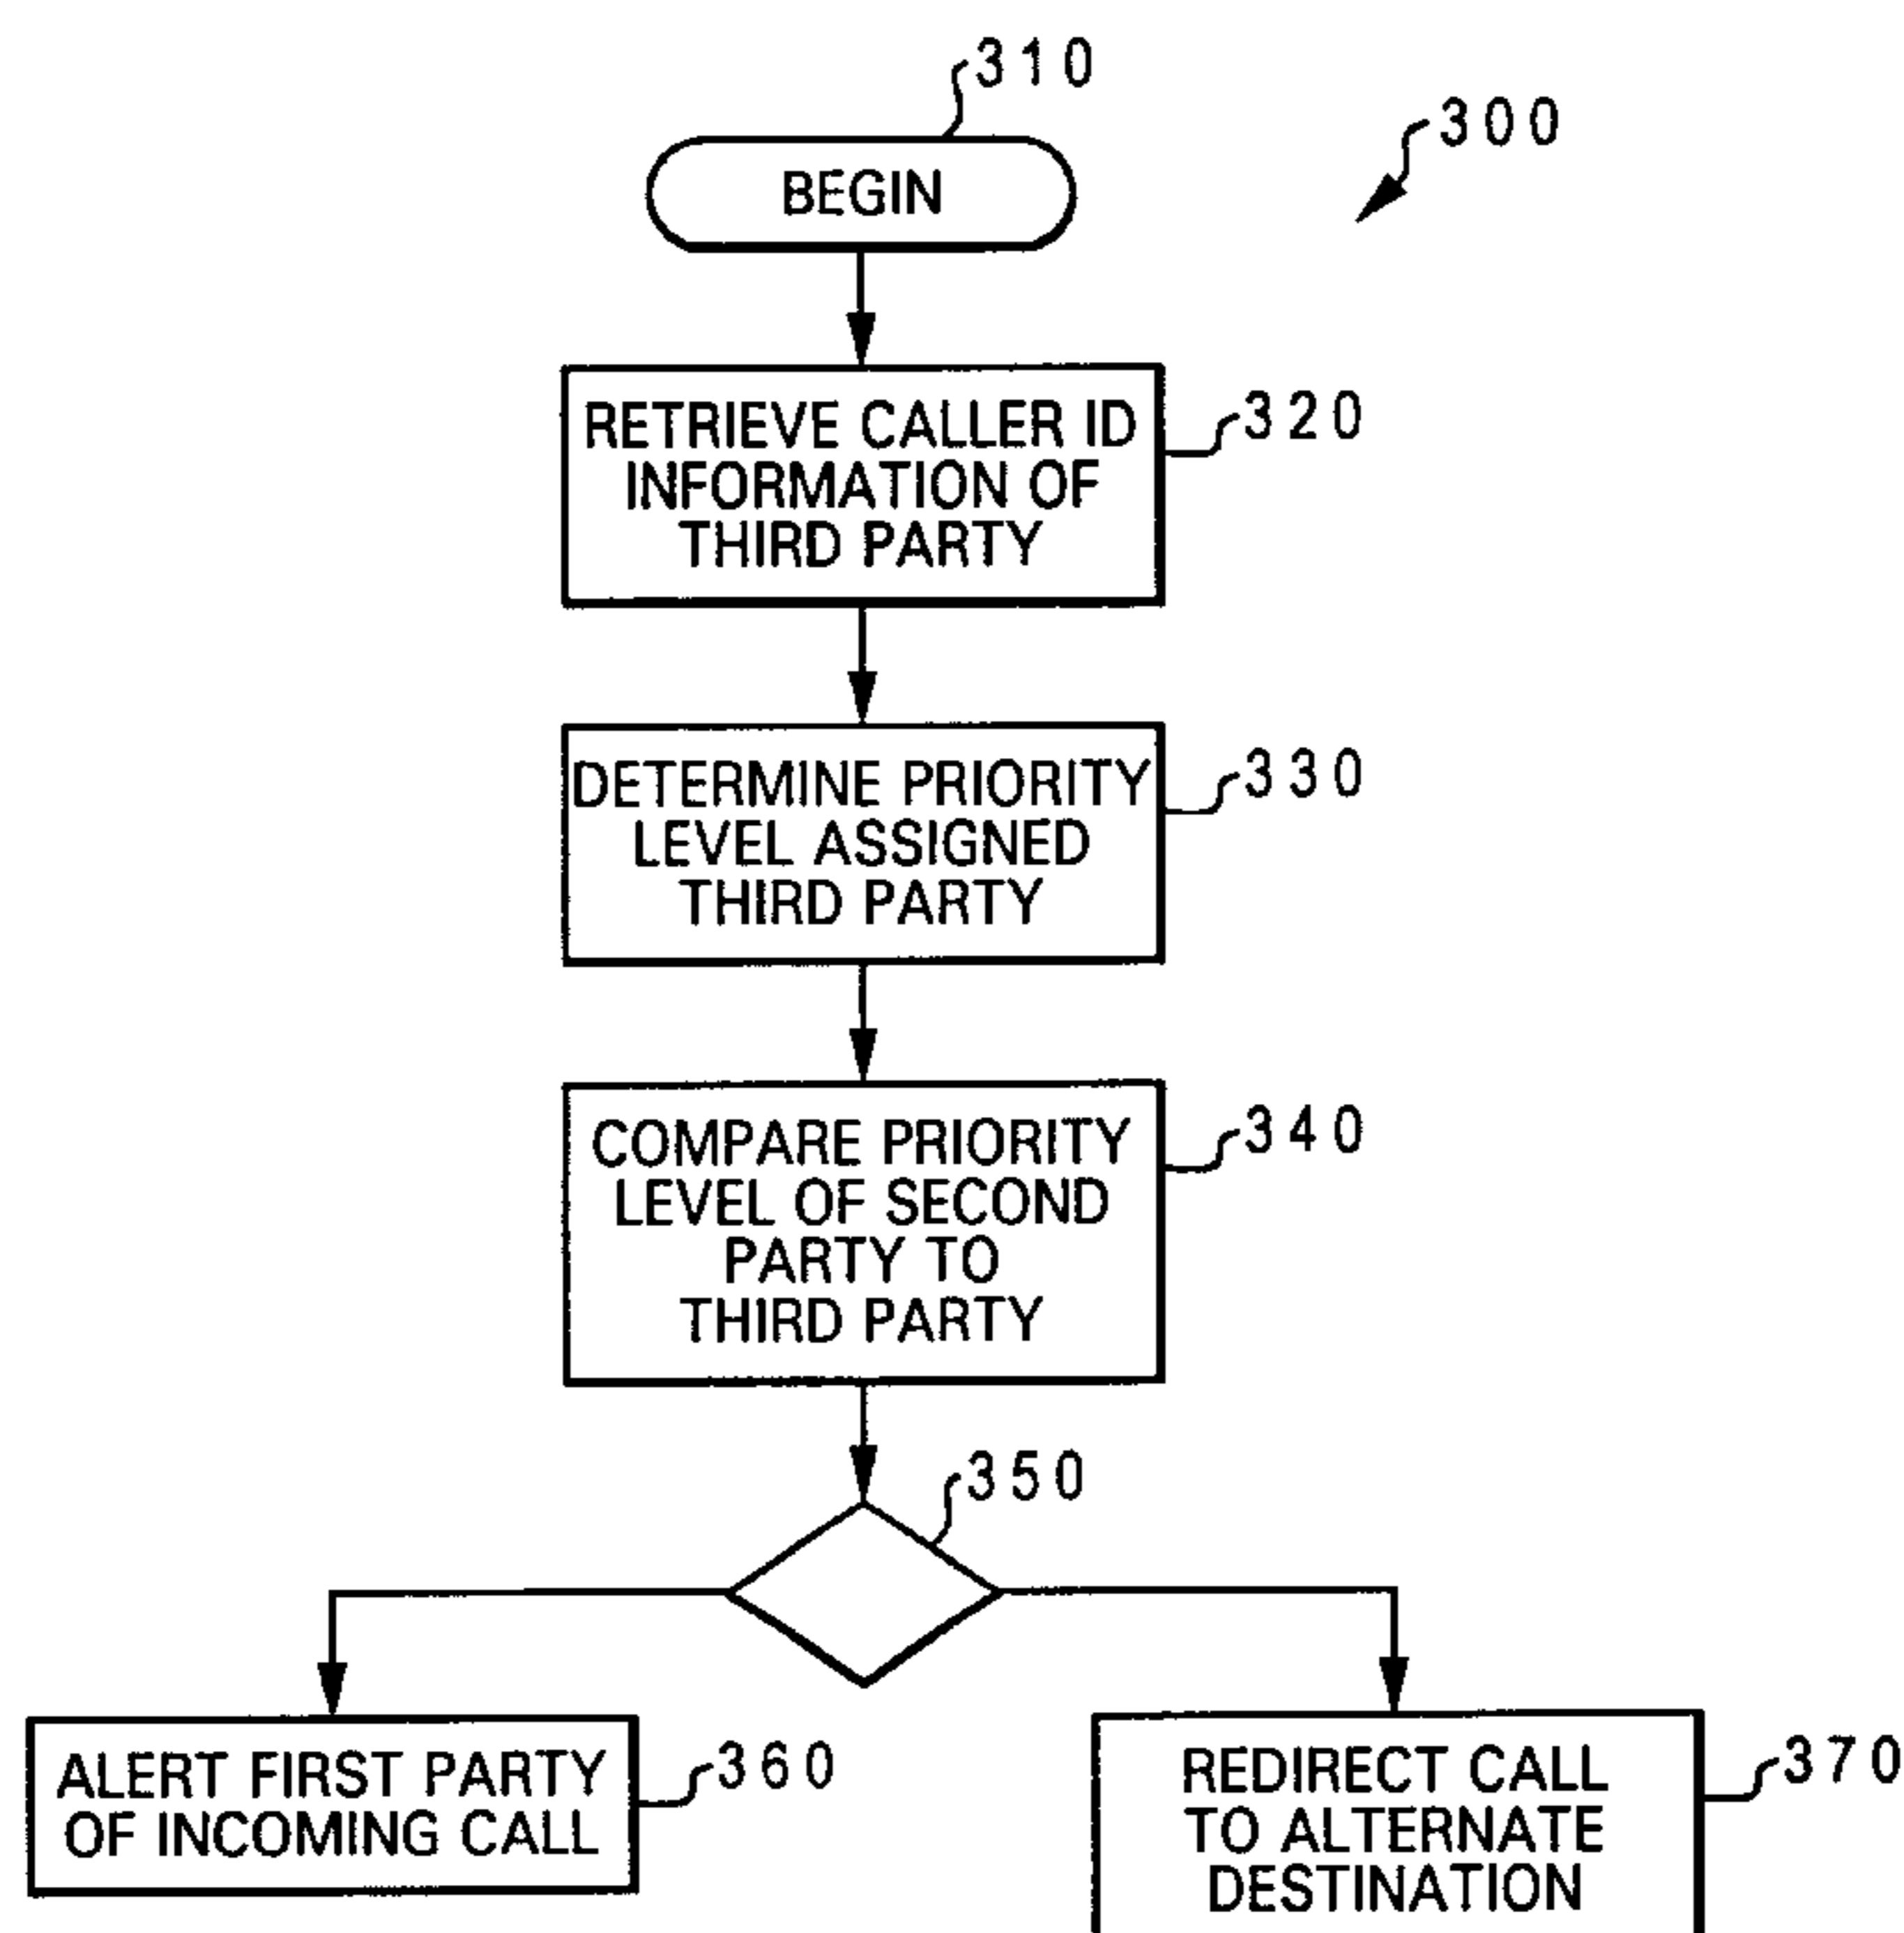 310
300
BEGIN
RETRIEVE CALLER ID
INFORMATION OF
THIRD PARTY
320
DETERMINE PRIORITY
LEVEL ASSIGNED
THIRD PARTY
330
COMPARE PRIORITY
LEVEL OF SECOND
PARTY TO
THIRD PARTY
340
350
ALERT FIRST PARTY
OF INCOMING CALL
360
REDIRECT CALL
TO ALTERNATE
DESTINATION
370